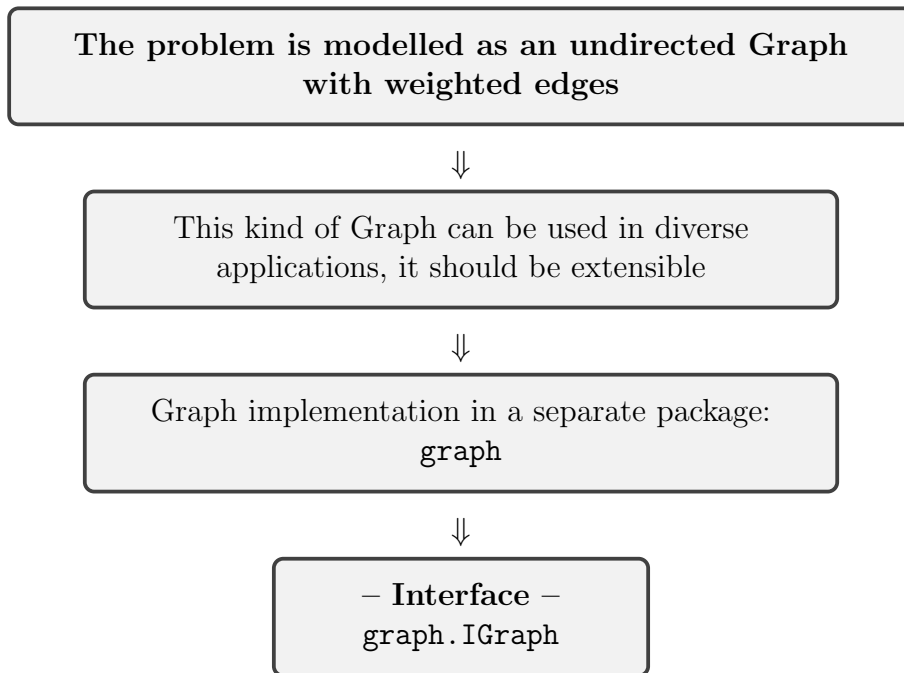 The problem is modelled as an undirected Graph
with weighted edges
⇓
This kind of Graph can be used in diverse
applications, it should be extensible
⇓
Graph implementation in a separate package:
graph
⇓
– Interface –
graph.IGraph